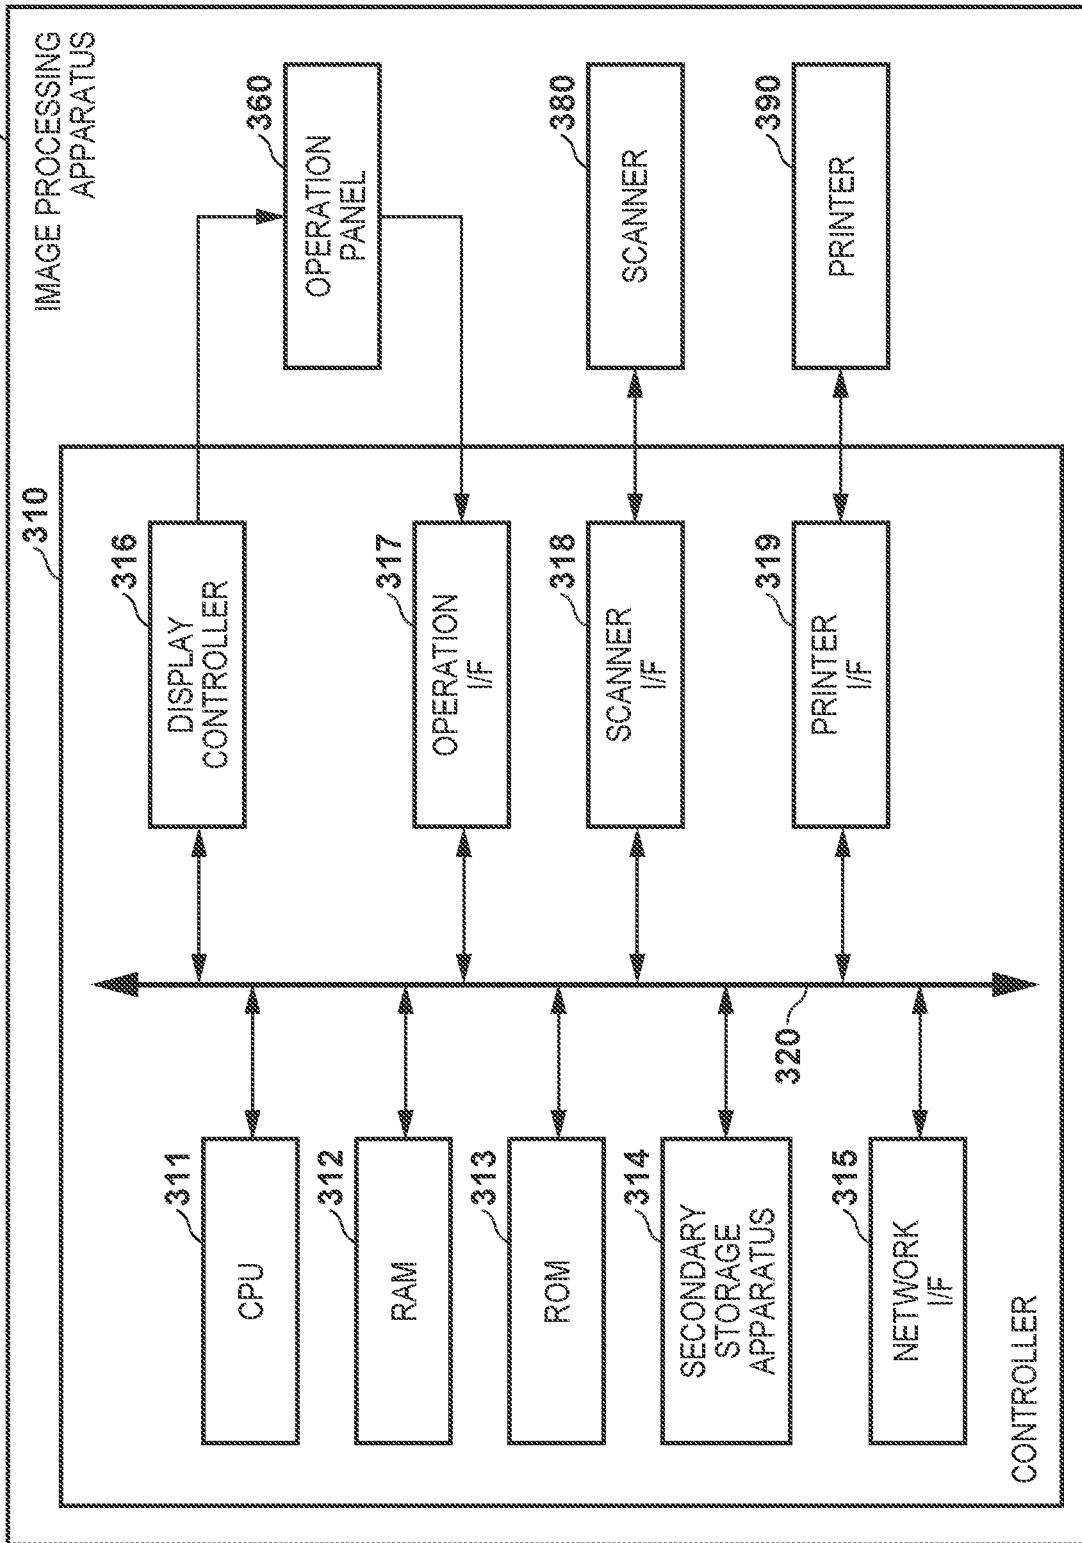 IMAGE PROCESSING
APPARATUS
310
CONTROLLER
311
CPU
312
RAM
313
ROM
314
SECONDARY
STORAGE
APPARATUS
315
NETWORK
I/F
320
316
DISPLAY
CONTROLLER
317
OPERATION
I/F
318
SCANNER
I/F
319
PRINTER
I/F
360
OPERATION
PANEL
380
SCANNER
390
PRINTER